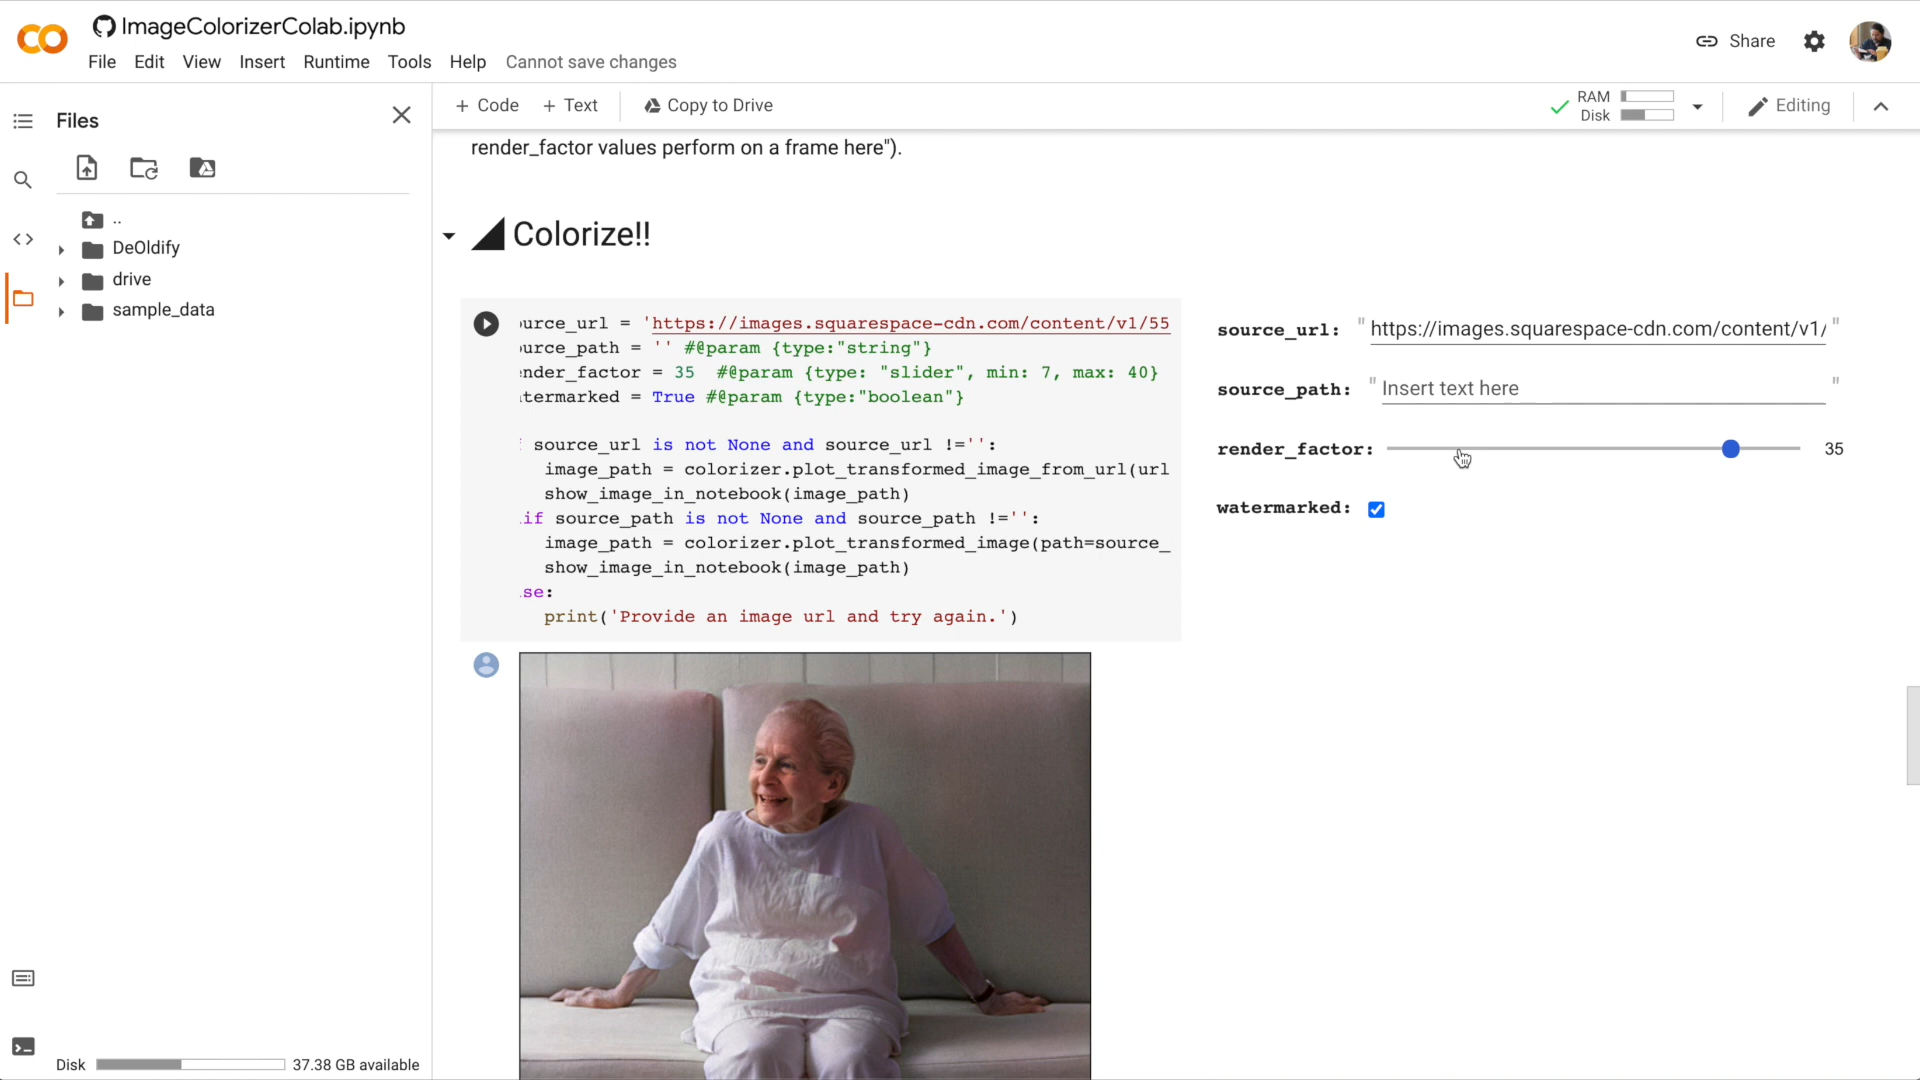 ImageColorizerColab.ipynb
File Edit View Insert Runtime Tools Help Cannot save changes
Share
Files
+ Code + Text Copy to Drive
RAM
Disk
Editing
render_factor values perform on a frame here").
..
DeOldify
drive
sample_data
Colorize!!
ource_url = 'https://images.squarespace-cdn.com/content/v1/55
ource_path = '' #@param {type:"string"}
ender_factor = 35 #@param {type: "slider", min: 7, max: 40}
termarked = True #@param {type:"boolean"}
source_url is not None and source_url !='':
image_path = colorizer.plot_transformed_image_from_url(url
show_image_in_notebook(image_path)
if source_path is not None and source_path !='':
image_path = colorizer.plot_transformed_image(path=source_
show_image_in_notebook(image_path)
se:
print('Provide an image url and try again.')
source_url: "https://images.squarespace-cdn.com/content/v1/"
source_path: "Insert text here"
render_factor: 35
watermarked:
Disk 37.38 GB available